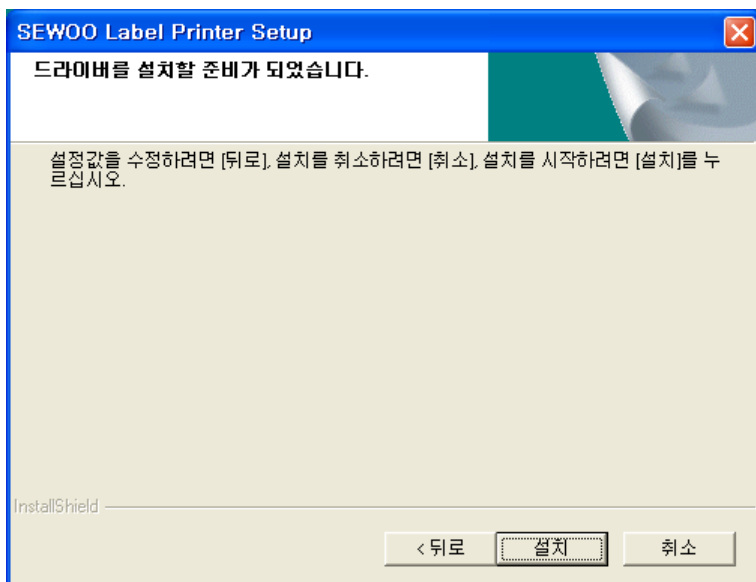 SEWOO Label Printer Setup
드라이버를 설치할 준비가 되었습니다.
설정값을 수정하려면 [뒤로], 설치를 취소하려면 [취소], 설치를 시작하려면 [설치]를 누
르십시오.
InstallShield
< 뒤로 설치 취소